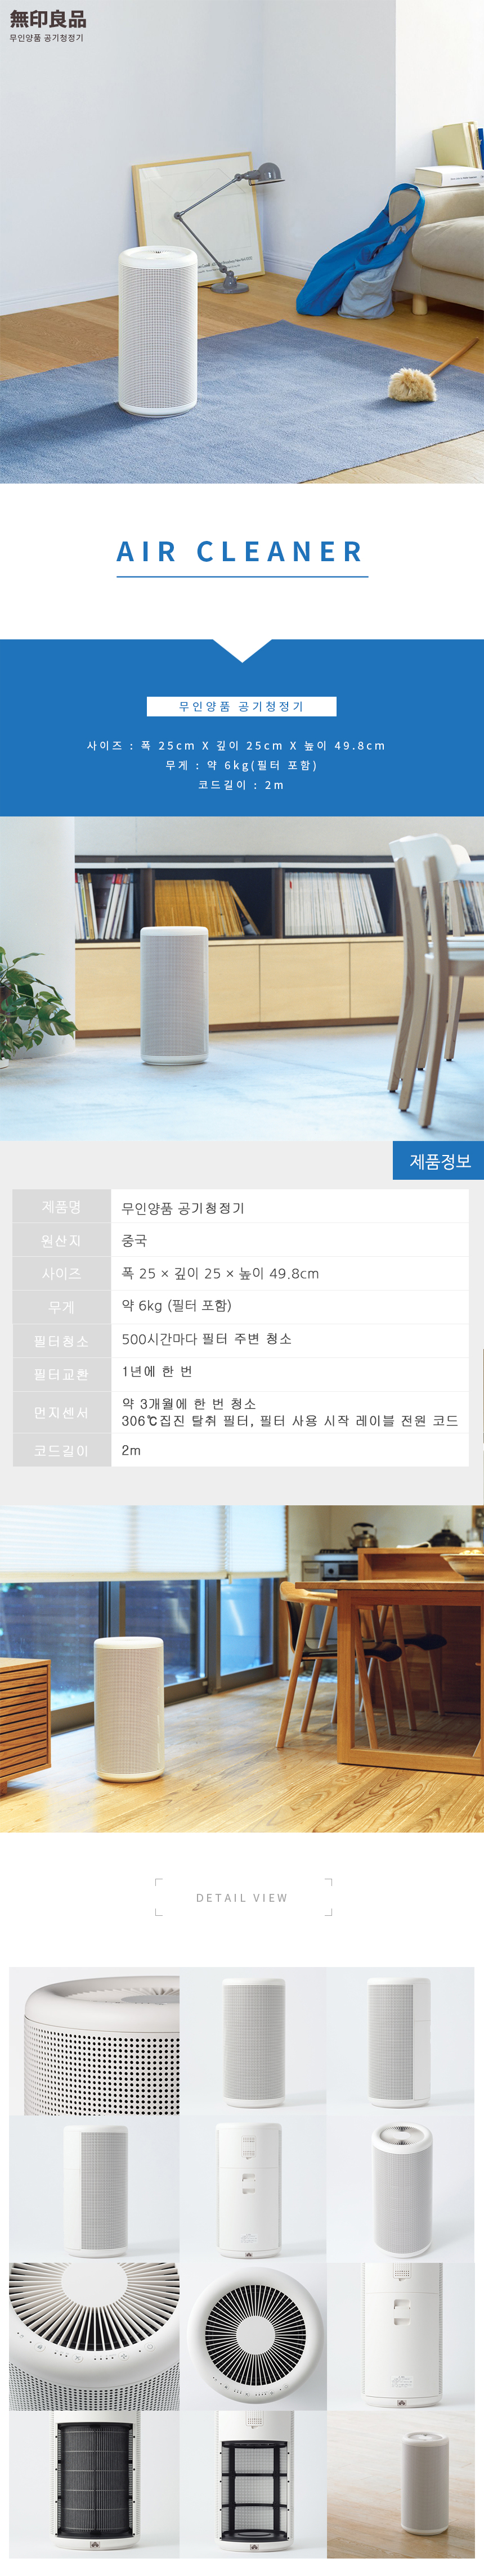 無印良品
무인양품 공기청정기
AIR CLEANER
무인양품 공기청정기
사이즈 : 폭 25cm X 깊이 25cm X 높이 49.8cm
무게 : 약 6kg(필터 포함)
코드길이 : 2m
제품정보
제품명 무인양품 공기청정기
원산지 중국
사이즈 폭 25 × 깊이 25 × 높이 49.8cm
무게 약 6kg (필터 포함)
필터청소 500시간마다 필터 주변 청소
필터교환 1년에 한 번
먼지센서 약 3개월에 한 번 청소
306℃집진 탈취 필터, 필터 사용 시작 레이블 전원 코드
코드길이 2m
DETAIL VIEW